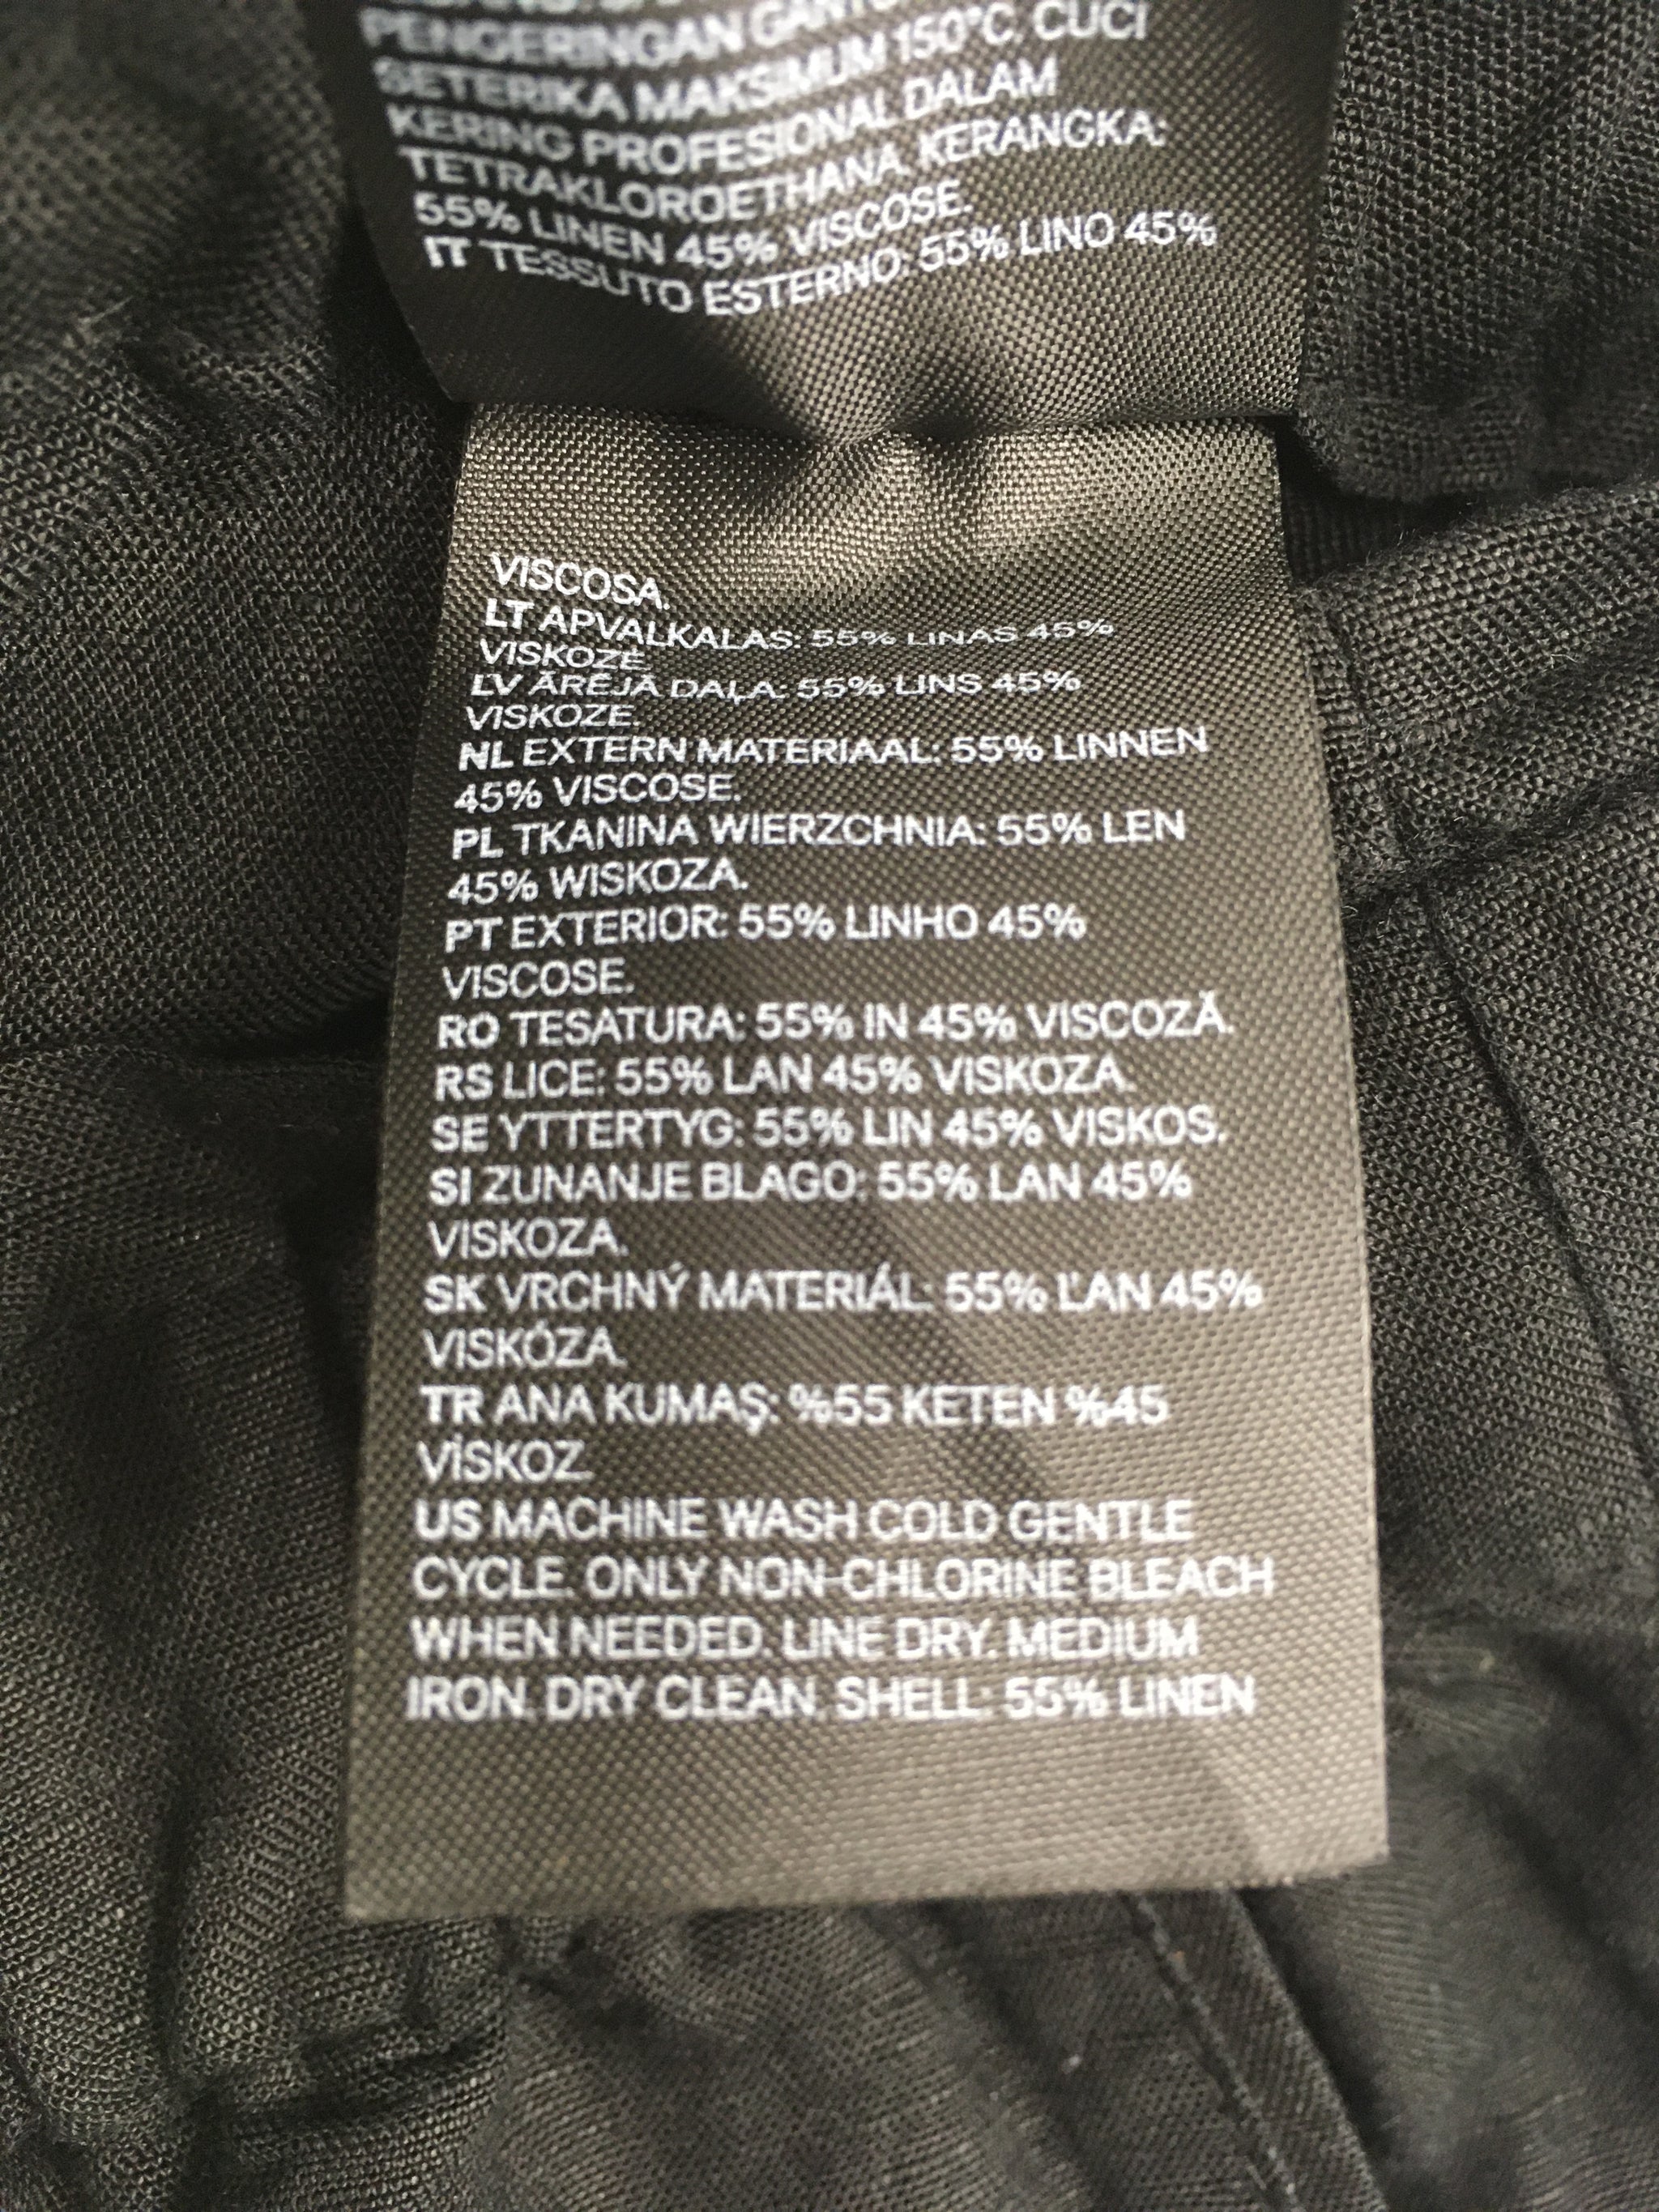 PENGERINGAN
SETERIKA MAKSIMUM 150°C. CUCI
KERING PROFESIONAL DALAM
TETRAKLOROETHANA. KERANGKA:
55% LINEN 45% VISCOSE.
IT TESSUTO ESTERNO: 55% LINO 45%
VISCOSA.
LT APVALKALAS: 55% LINAS 45%
VISKOZĖ.
LV ĀRĒJĀ DAĻA: 55% LINS 45%
VISKOZE.
NL EXTERN MATERIAAL: 55% LINNEN
45% VISCOSE.
PL TKANINA WIERZCHNIA: 55% LEN
45% WISKOZA.
PT EXTERIOR: 55% LINHO 45%
VISCOSE.
RO TESATURA: 55% IN 45% VISCOZĂ.
RS LICE: 55% LAN 45% VISKOZA.
SE YTTERTYG: 55% LIN 45% VISKOS.
SI ZUNANJE BLAGO: 55% LAN 45%
VISKOZA.
SK VRCHNÝ MATERIÁL: 55% ĽAN 45%
VISKÓZA.
TR ANA KUMAŞ: %55 KETEN %45
VİSKOZ.
US MACHINE WASH COLD GENTLE
CYCLE. ONLY NON-CHLORINE BLEACH
WHEN NEEDED. LINE DRY. MEDIUM
IRON. DRY CLEAN. SHELL: 55% LINEN